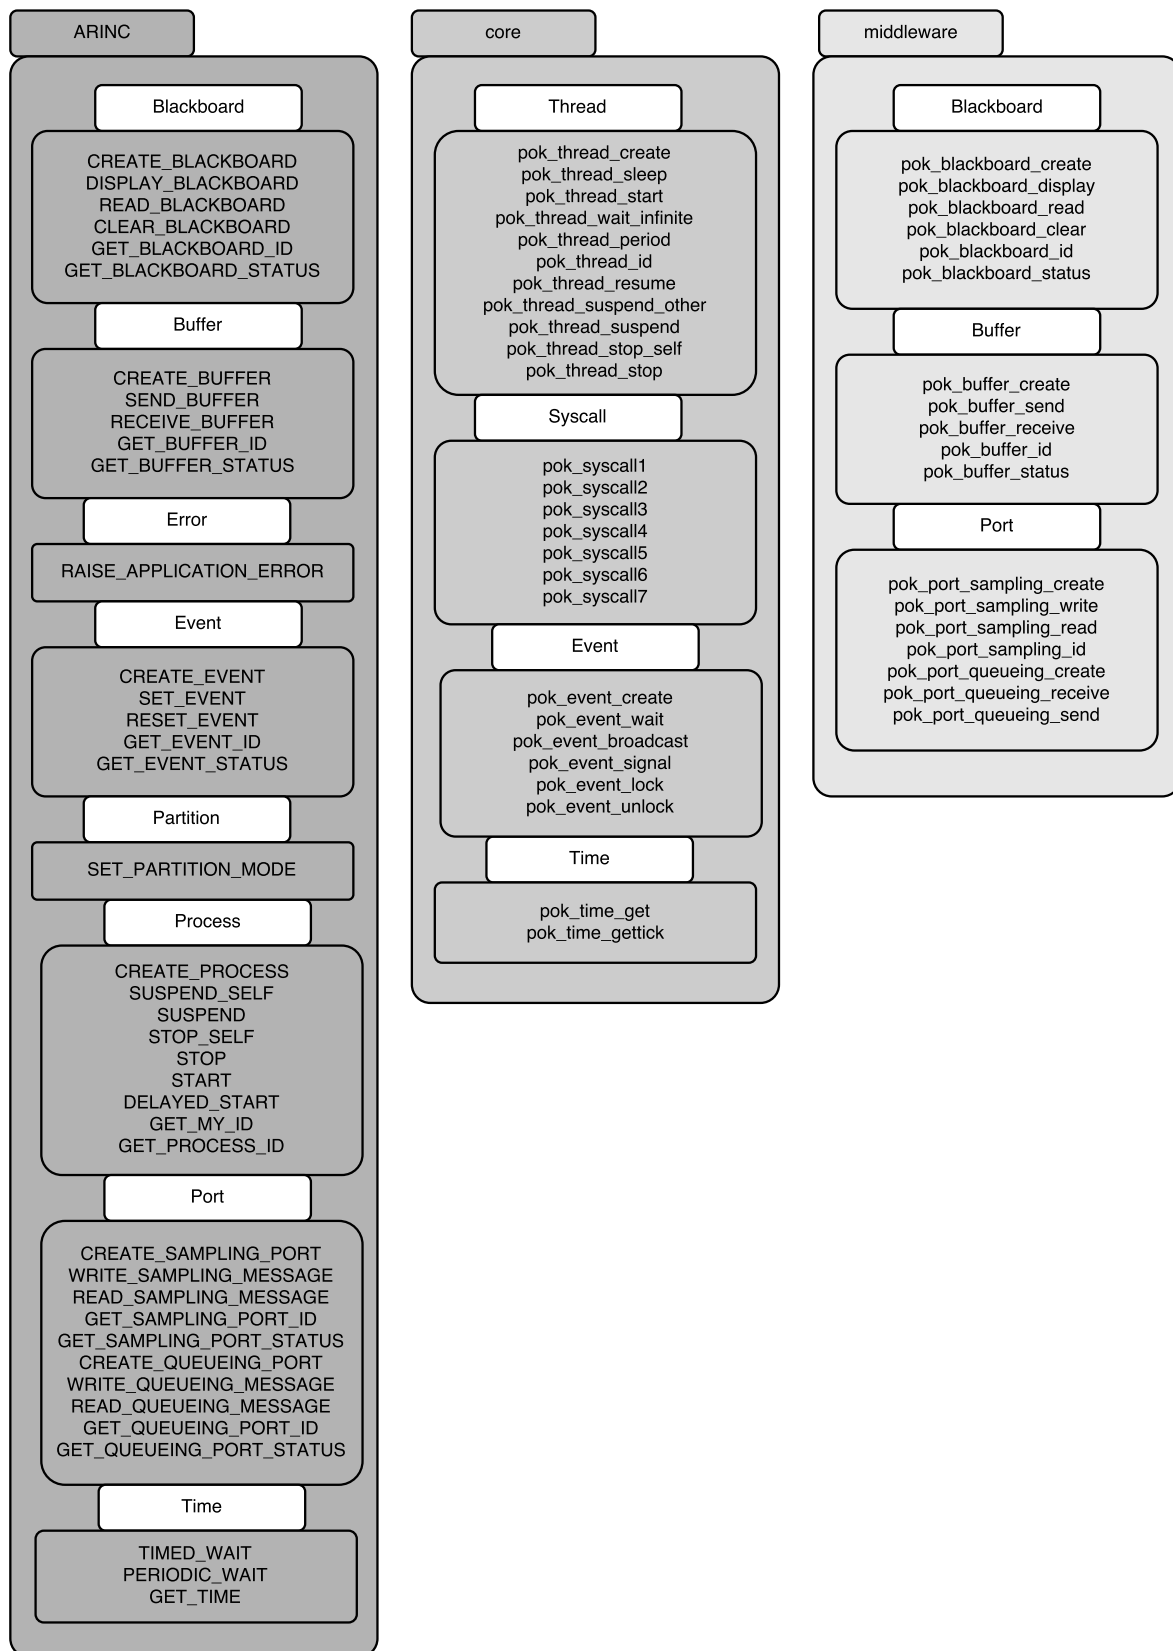 ARINC
Blackboard
CREATE_BLACKBOARD
DISPLAY_BLACKBOARD
READ_BLACKBOARD
CLEAR_BLACKBOARD
GET_BLACKBOARD_ID
GET_BLACKBOARD_STATUS
Buffer
CREATE_BUFFER
SEND_BUFFER
RECEIVE_BUFFER
GET_BUFFER_ID
GET_BUFFER_STATUS
Error
RAISE_APPLICATION_ERROR
Event
CREATE_EVENT
SET_EVENT
RESET_EVENT
GET_EVENT_ID
GET_EVENT_STATUS
Partition
SET_PARTITION_MODE
Process
CREATE_PROCESS
SUSPEND_SELF
SUSPEND
STOP_SELF
STOP
START
DELAYED_START
GET_MY_ID
GET_PROCESS_ID
Port
CREATE_SAMPLING_PORT
WRITE_SAMPLING_MESSAGE
READ_SAMPLING_MESSAGE
GET_SAMPLING_PORT_ID
GET_SAMPLING_PORT_STATUS
CREATE_QUEUEING_PORT
WRITE_QUEUEING_MESSAGE
READ_QUEUEING_MESSAGE
GET_QUEUEING_PORT_ID
GET_QUEUEING_PORT_STATUS
Time
TIMED_WAIT
PERIODIC_WAIT
GET_TIME
core
Thread
pok_thread_create
pok_thread_sleep
pok_thread_start
pok_thread_wait_infinite
pok_thread_period
pok_thread_id
pok_thread_resume
pok_thread_suspend_other
pok_thread_suspend
pok_thread_stop_self
pok_thread_stop
Syscall
pok_syscall1
pok_syscall2
pok_syscall3
pok_syscall4
pok_syscall5
pok_syscall6
pok_syscall7
Event
pok_event_create
pok_event_wait
pok_event_broadcast
pok_event_signal
pok_event_lock
pok_event_unlock
Time
pok_time_get
pok_time_gettick
middleware
Blackboard
pok_blackboard_create
pok_blackboard_display
pok_blackboard_read
pok_blackboard_clear
pok_blackboard_id
pok_blackboard_status
Buffer
pok_buffer_create
pok_buffer_send
pok_buffer_receive
pok_buffer_id
pok_buffer_status
Port
pok_port_sampling_create
pok_port_sampling_write
pok_port_sampling_read
pok_port_sampling_id
pok_port_queueing_create
pok_port_queueing_receive
pok_port_queueing_send